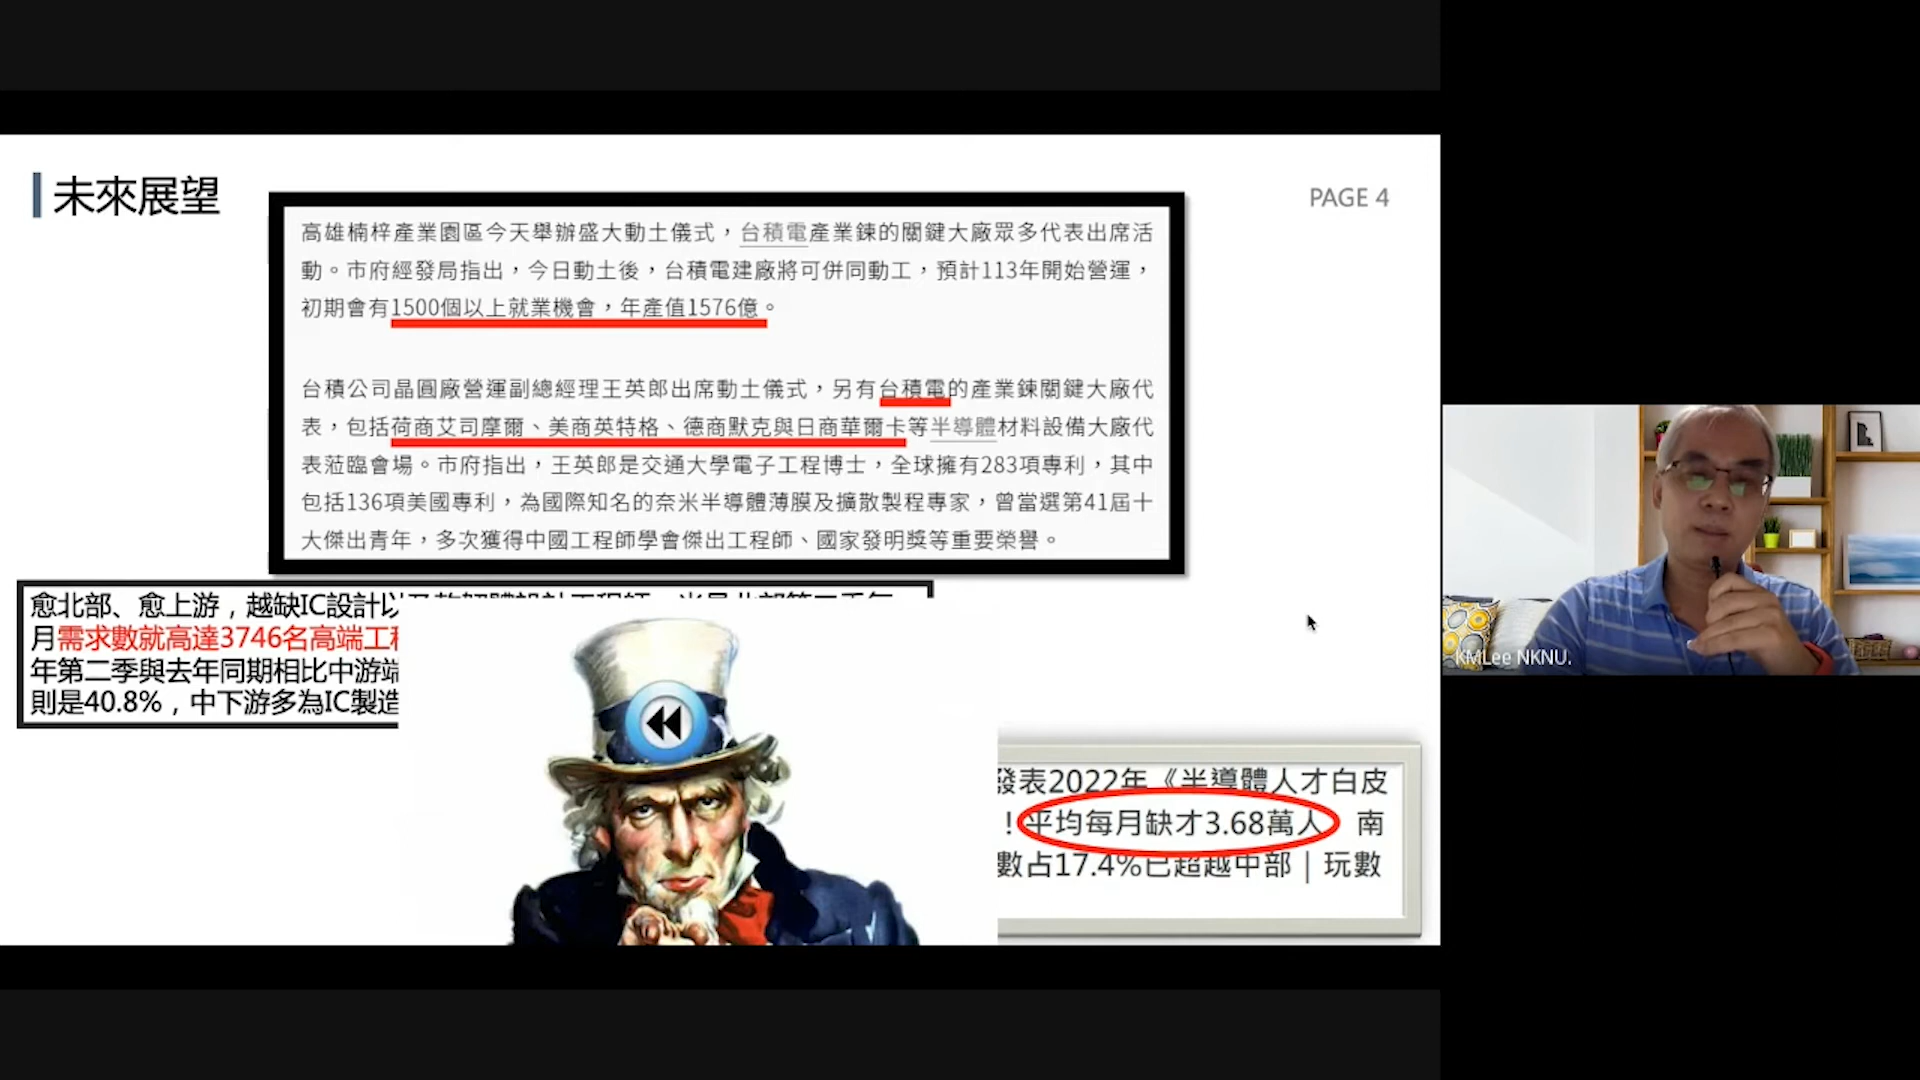 未來展望
PAGE 4
高雄楠梓產業園區今天舉辦盛大動土儀式，台積電產業鍊的關鍵大廠眾多代表出席活
動。市府經發局指出，今日動土後，台積電建廠將可併同動工，預計113年開始營運，
初期會有1500個以上就業機會，年產值1576億。
台積公司晶圓廠營運副總經理王英郎出席動土儀式，另有台積電的產業鍊關鍵大廠代
表，包括荷商艾司摩爾、美商英特格、德商默克與日商華爾卡等半導體材料設備大廠代
表蒞臨會場。市府指出，王英郎是交通大學電子工程博士，全球擁有283項專利，其中
包括136項美國專利，為國際知名的奈米半導體薄膜及擴散製程專家，曾當選第41屆十
大傑出青年，多次獲得中國工程師學會傑出工程師、國家發明獎等重要榮譽。
愈北部、愈上游，越缺IC設計以
月需求數就高達3746名高端工
年第二季與去年同期相比中游端
則是40.8%，中下游多為IC製造
發表2022年《半導體人才白皮
！平均每月缺才3.68萬人 南
數占17.4%已超越中部｜玩數
KMLee NKNU.